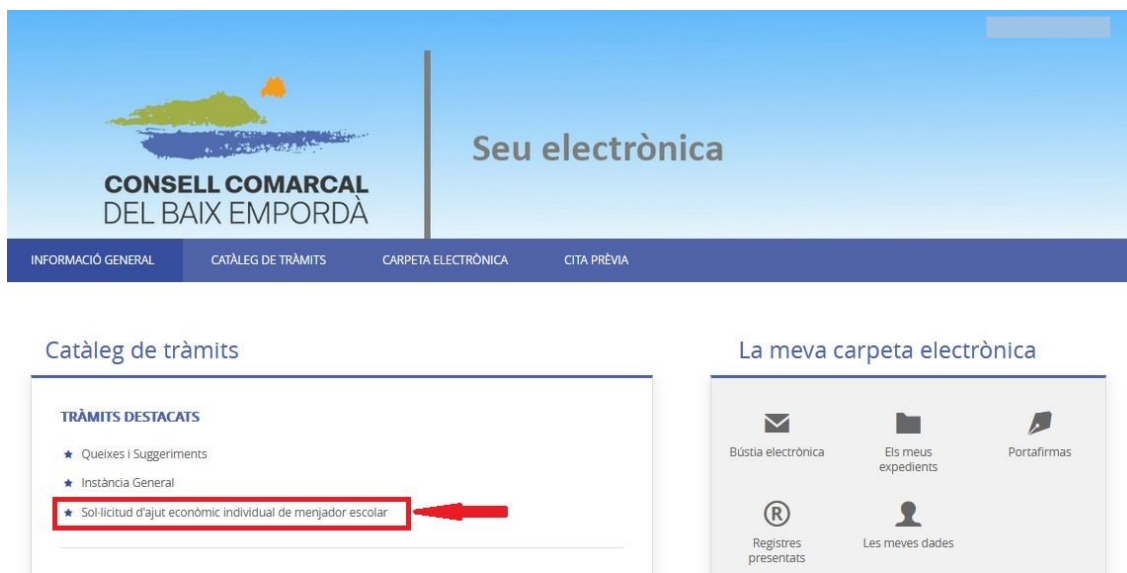 CONSELL COMARCAL
DEL BAIX EMPORDÀ
Seu electrònica
INFORMACIÓ GENERAL
CATÀLEG DE TRÀMITS
CARPETA ELECTRÒNICA
CITA PRÈVIA
Catàleg de tràmits
TRÀMITS DESTACATS
Queixes i Suggeriments
Instància General
Sol·licitud d'ajut econòmic individual de menjador escolar
La meva carpeta electrònica
Bústia electrònica
Els meus
expedients
Portafirmas
®
Registres
presentats
Les meves dades